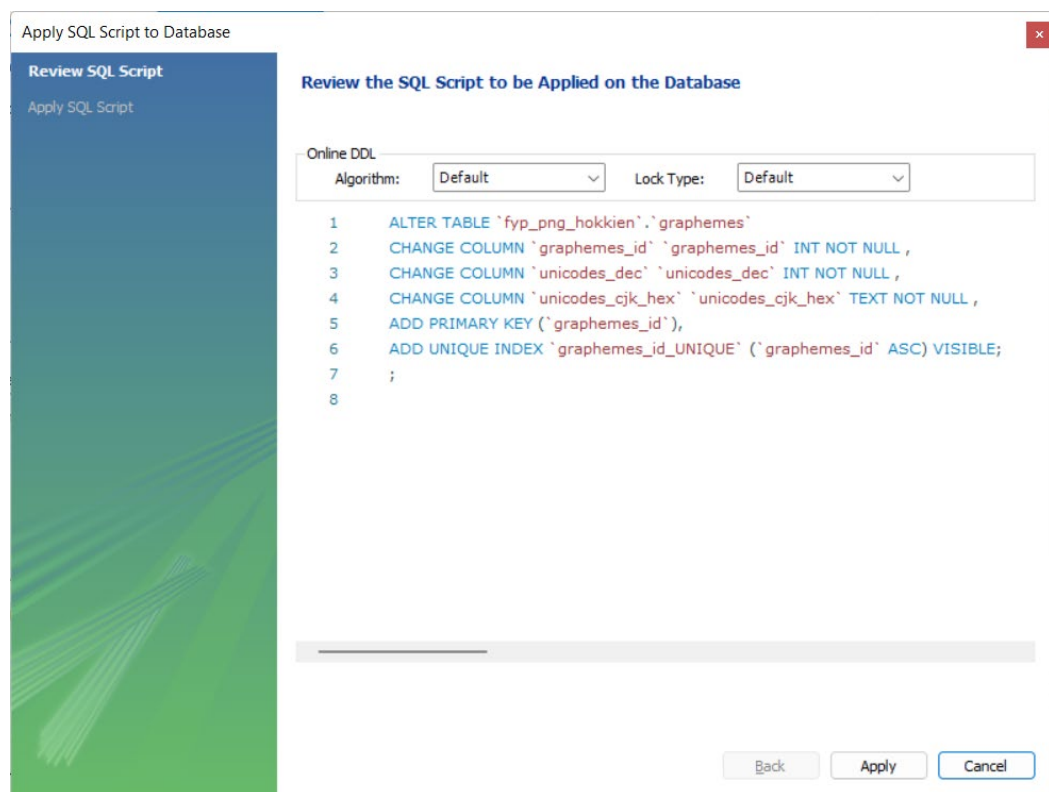 Apply SQL Script to Database
×
Review SQL Script
Apply SQL Script
Review the SQL Script to be Applied on the Database
Online DDL
Algorithm: Default Lock Type: Default
1 ALTER TABLE `fyp_png_hokkien`.`graphemes`
2 CHANGE COLUMN `graphemes_id` `graphemes_id` INT NOT NULL ,
3 CHANGE COLUMN `unicodes_dec` `unicodes_dec` INT NOT NULL ,
4 CHANGE COLUMN `unicodes_cjk_hex` `unicodes_cjk_hex` TEXT NOT NULL ,
5 ADD PRIMARY KEY (`graphemes_id`),
6 ADD UNIQUE INDEX `graphemes_id_UNIQUE` (`graphemes_id` ASC) VISIBLE;
7 ;
8
Back Apply Cancel